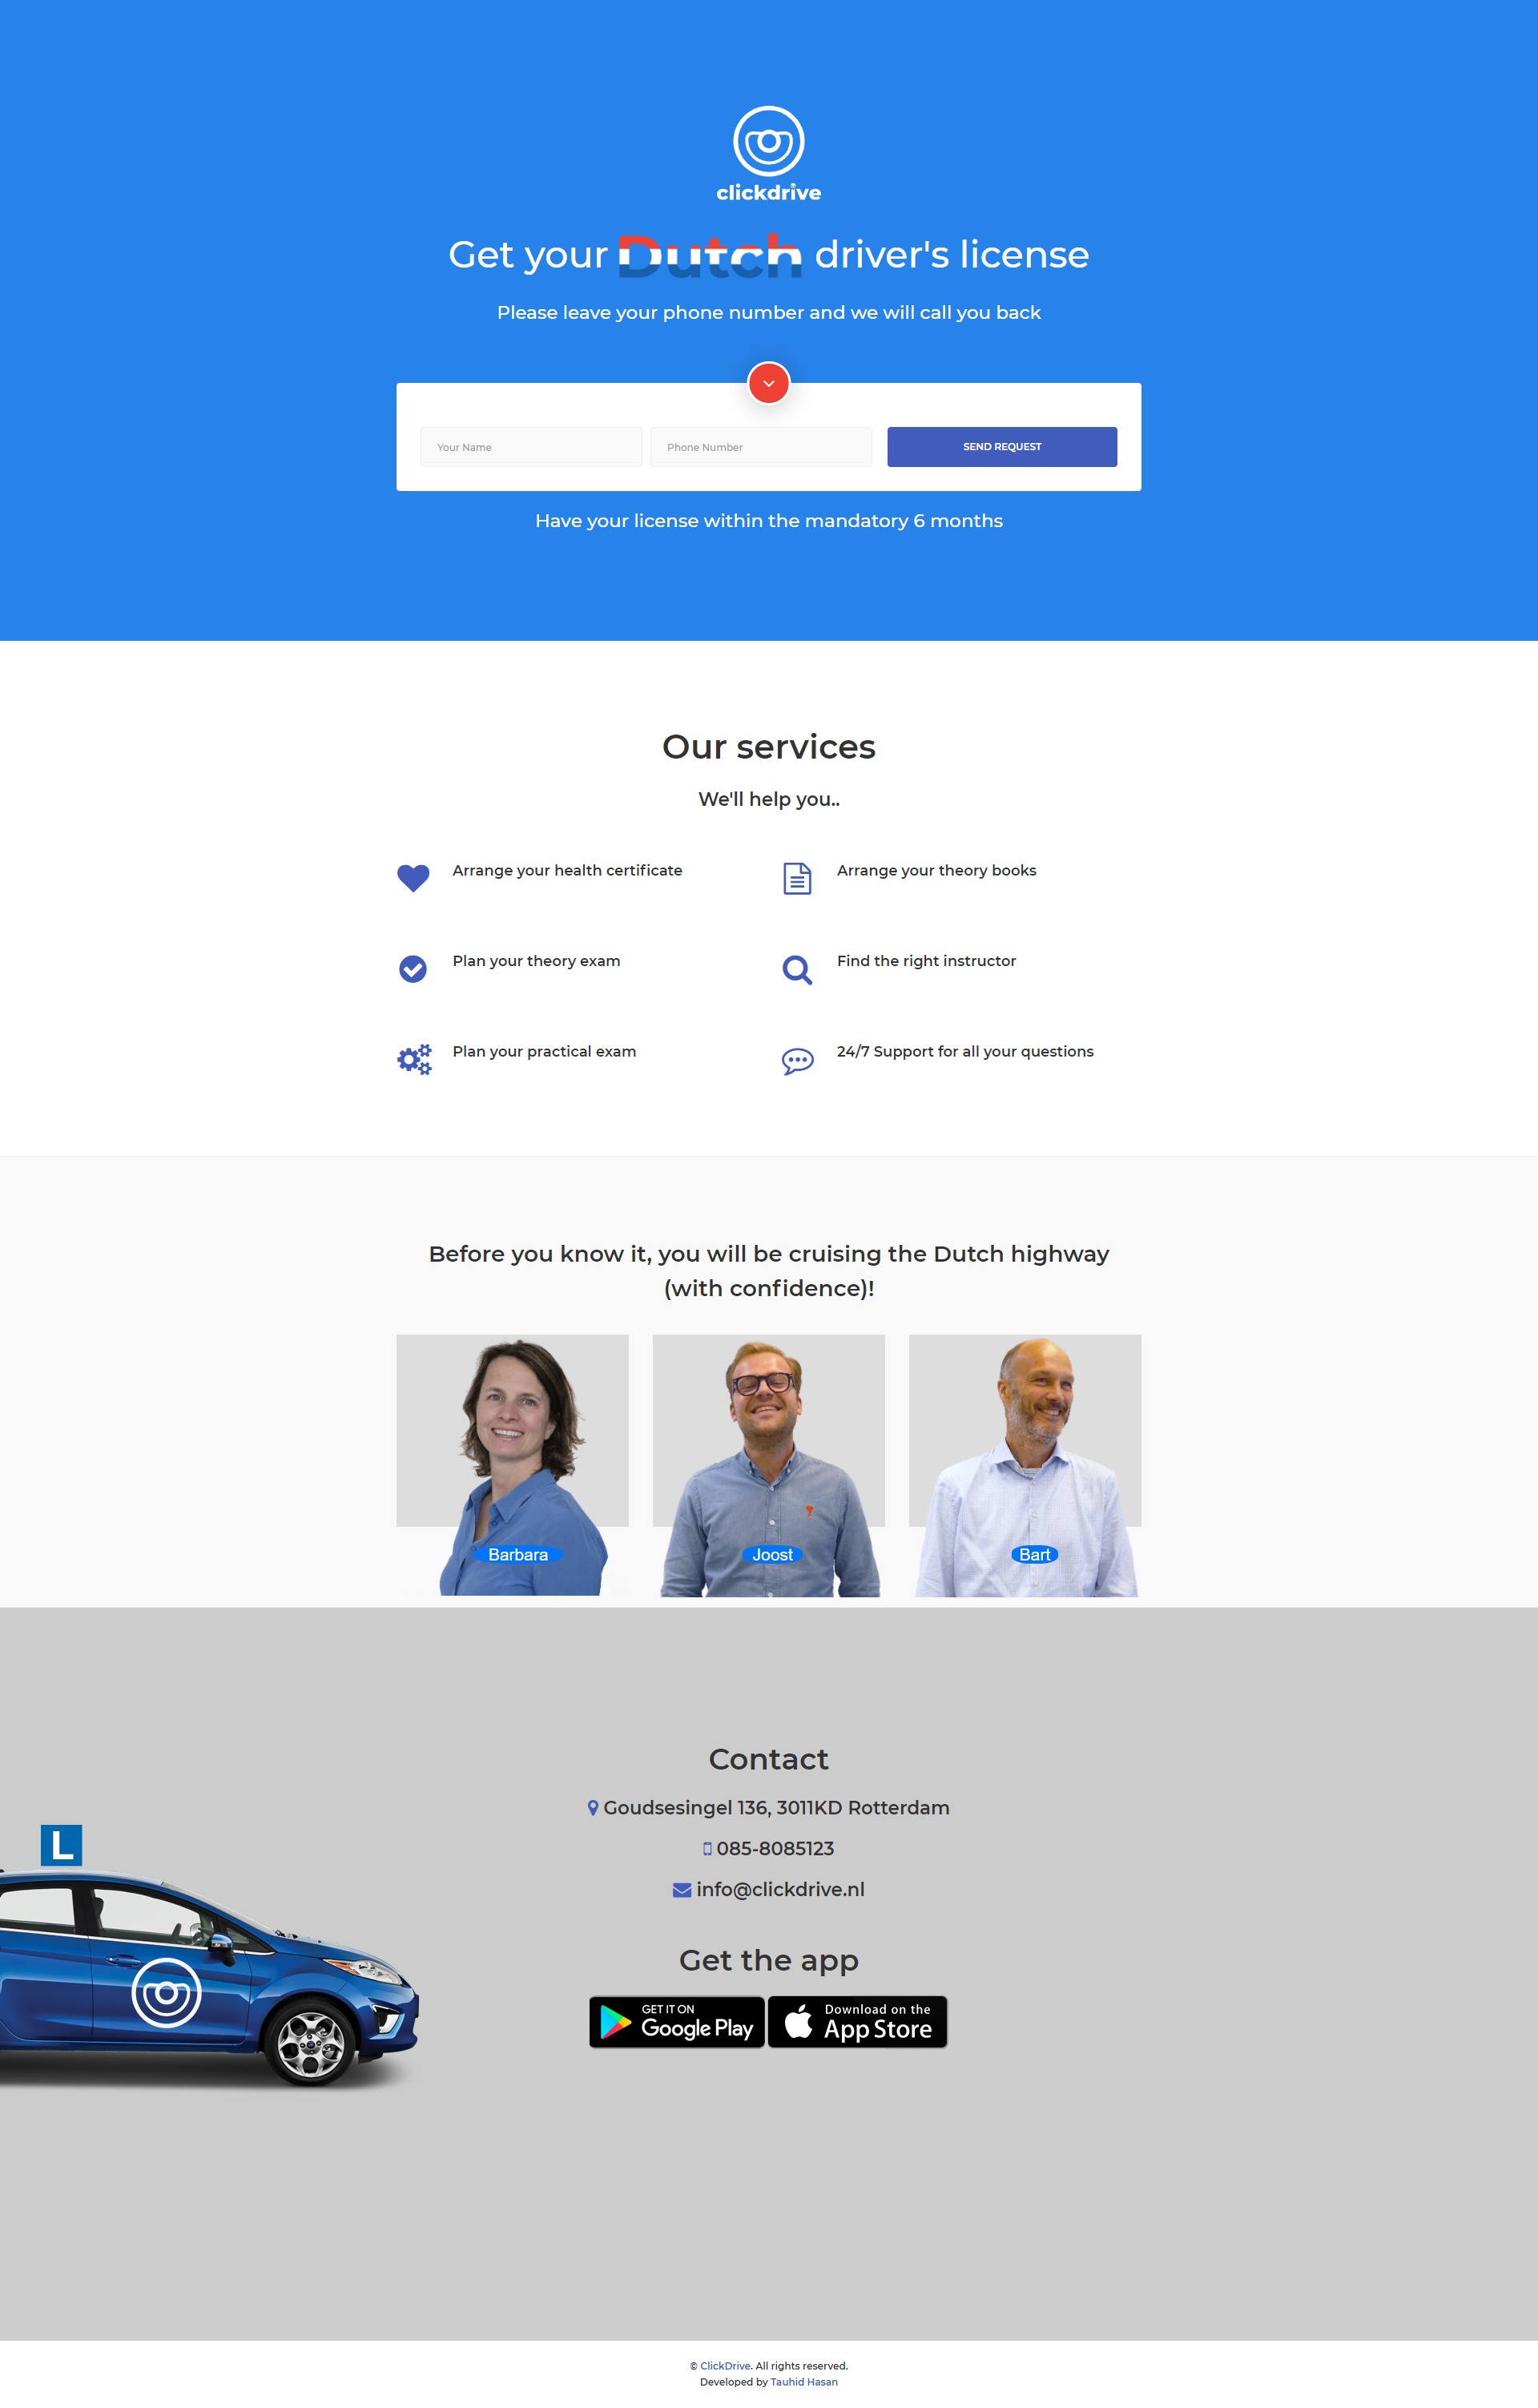 clickdrive
Get your Dutch driver's license
Please leave your phone number and we will call you back
Your Name
Phone Number
SEND REQUEST
Have your license within the mandatory 6 months
Our services
We'll help you..
Arrange your health certificate
Arrange your theory books
Plan your theory exam
Find the right instructor
Plan your practical exam
24/7 Support for all your questions
Before you know it, you will be cruising the Dutch highway
(with confidence)!
Barbara
Joost
Bart
Contact
Goudsesingel 136, 3011KD Rotterdam
085-8085123
info@clickdrive.nl
L
Get the app
GET IT ON
Google Play
Download on the
App Store
© ClickDrive. All rights reserved.
Developed by Tauhid Hasan